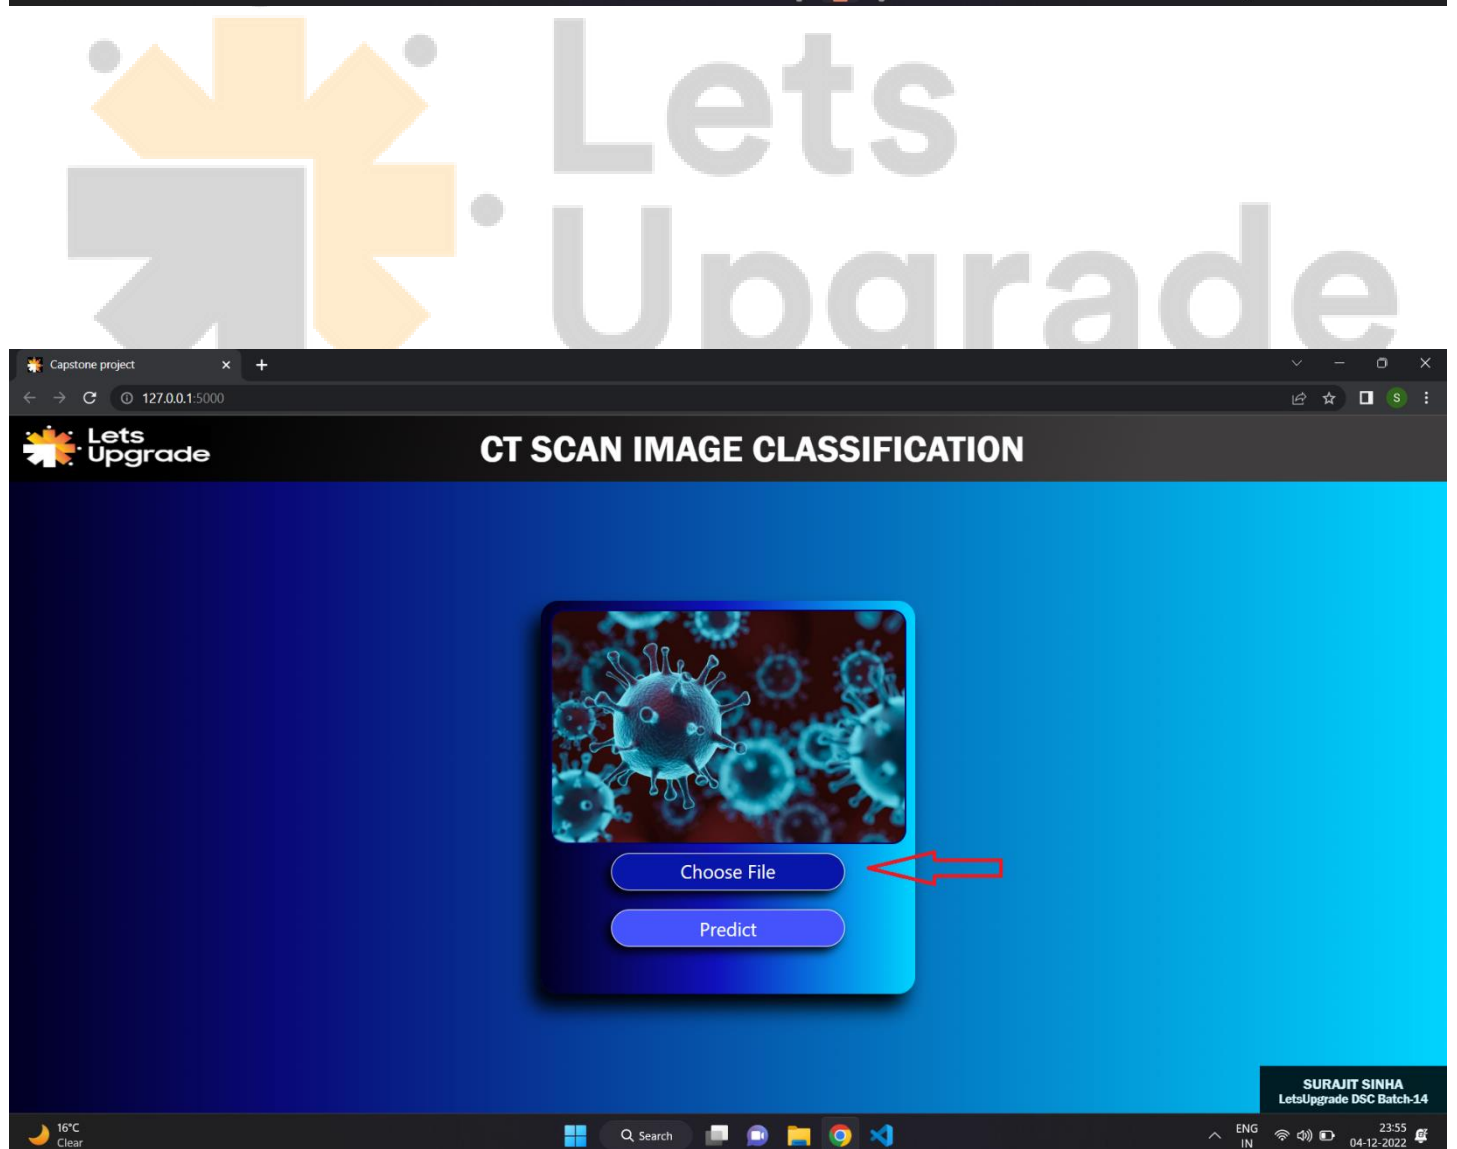 Lets
Upgrade
Capstone project
127.0.0.1:5000
S
Lets
Upgrade
CT SCAN IMAGE CLASSIFICATION
Choose File
Predict
SURAJIT SINHA
LetsUpgrade DSC Batch-14
16°C
Clear
Search
ENG
IN
23:55
04-12-2022